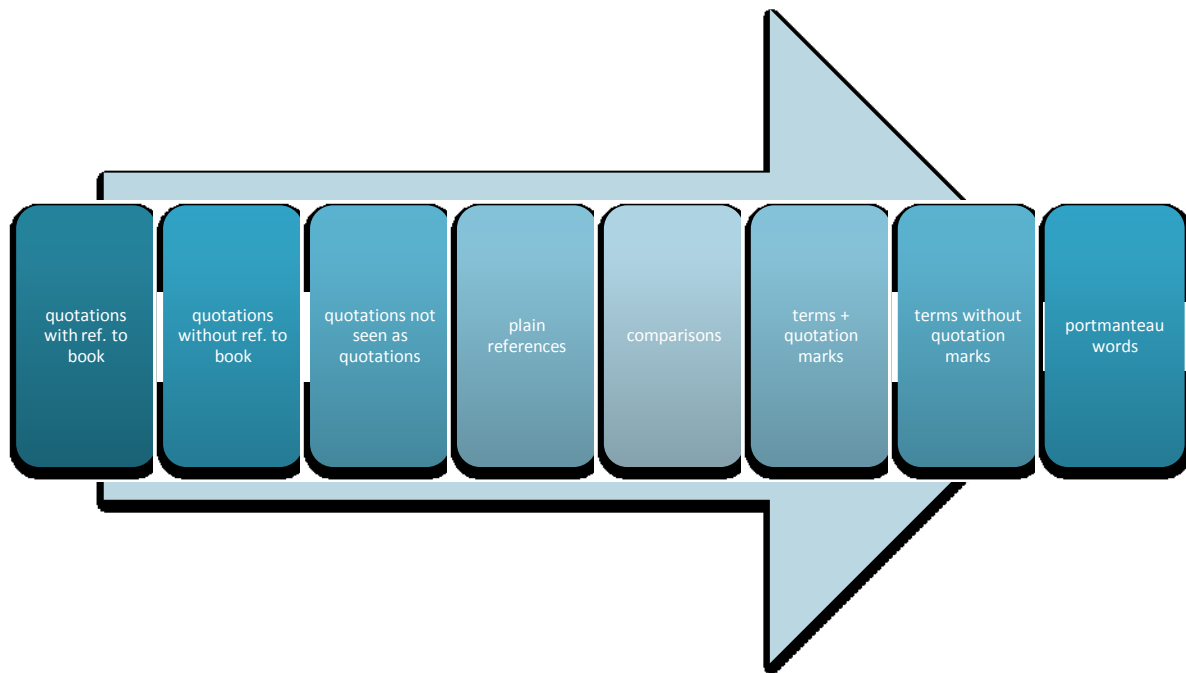 quotations
with ref. to
book
quotations
without ref. to
book
quotations not
seen as
quotations
plain
references
comparisons
terms +
quotation
marks
terms without
quotation
marks
portmanteau
words